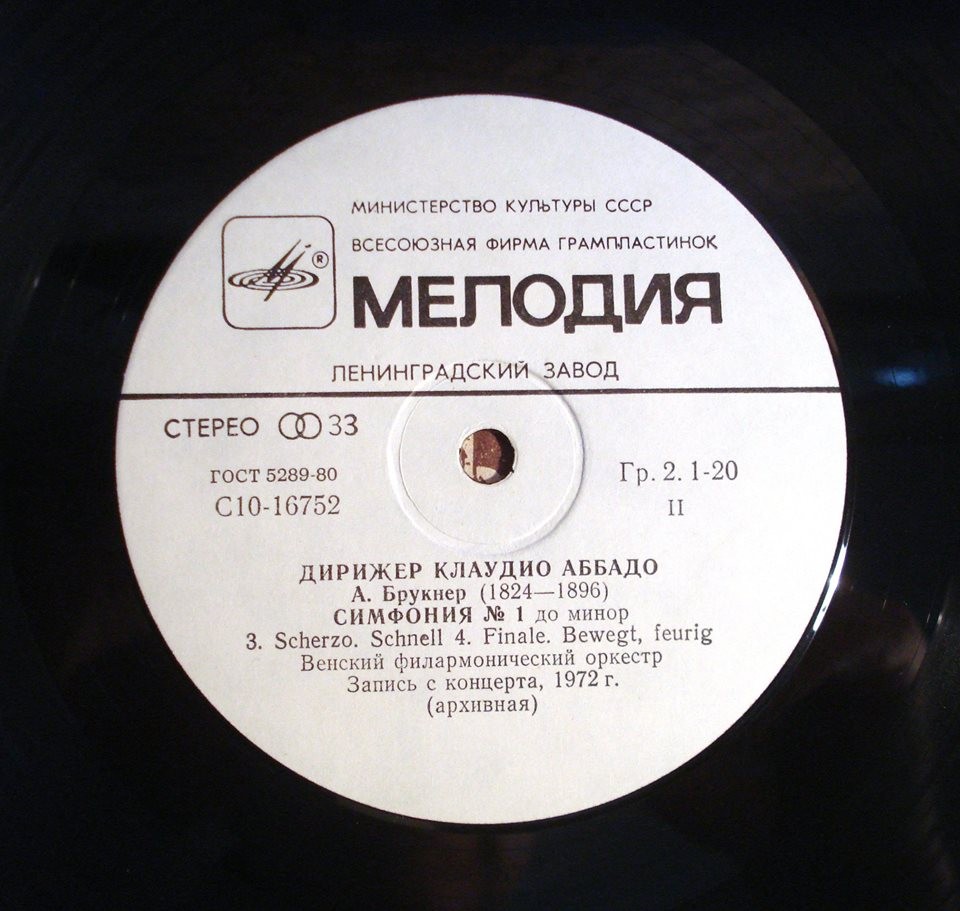 МИНИСТЕРСТВО КУЛЬТУРЫ СССР
ВСЕСОЮЗНАЯ ФИРМА ГРАМПЛАСТИНОК
®
МЕЛОДИЯ
ЛЕНИНГРАДСКИЙ ЗАВОД
СТЕРЕО 33
ГОСТ 5289-80
Гр. 2. 1-20
С10-16752
II
ДИРИЖЕР КЛАУДИО АББАДО
А. Брукнер (1824—1896)
СИМФОНИЯ № 1 до минор
3. Scherzo. Schnell 4. Finale. Bewegt, feurig
Венский филармонический оркестр
Запись с концерта, 1972 г.
(архивная)